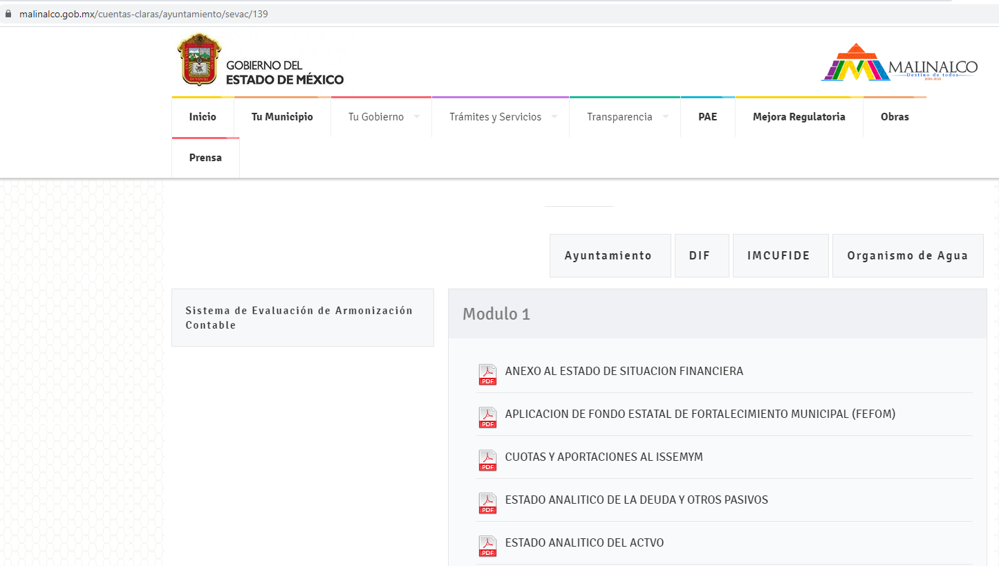 malinalco.gob.mx/cuentas-claras/ayuntamiento/sevac/139
GOBIERNO DEL
ESTADO DE MÉXICO
MALINALCO
Destino de todos
2019-2021
Inicio
Tu Municipio
Tu Gobierno
Trámites y Servicios
Transparencia
PAE
Mejora Regulatoria
Obras
Prensa
Ayuntamiento
DIF
IMCUFIDE
Organismo de Agua
Sistema de Evaluación de Armonización
Contable
Modulo 1
PDF ANEXO AL ESTADO DE SITUACION FINANCIERA
PDF APLICACION DE FONDO ESTATAL DE FORTALECIMIENTO MUNICIPAL (FEFOM)
PDF CUOTAS Y APORTACIONES AL ISSEMYM
PDF ESTADO ANALITICO DE LA DEUDA Y OTROS PASIVOS
PDF ESTADO ANALITICO DEL ACTVO